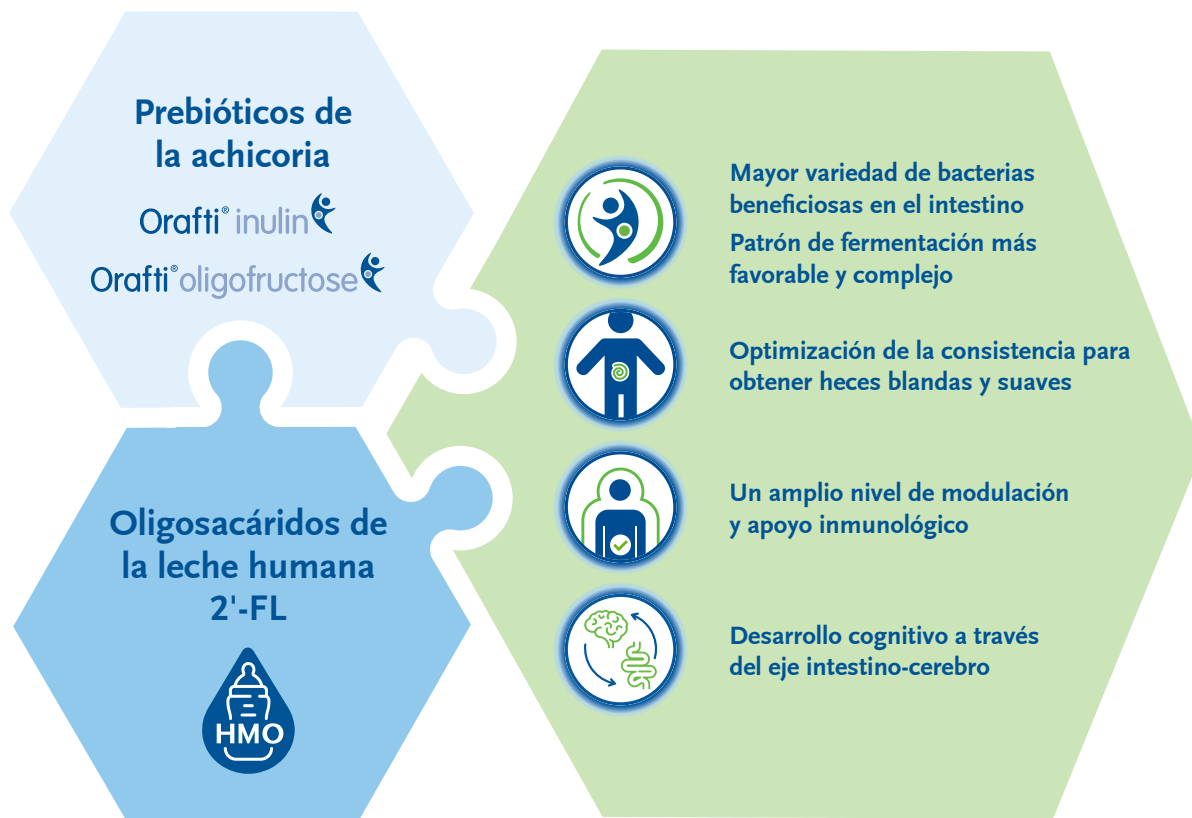 Prebióticos de
la achicoria
Orafti® inulin
Orafti® oligofructose
Oligosacáridos de
la leche humana
2'-FL
HMO
Mayor variedad de bacterias
beneficiosas en el intestino
Patrón de fermentación más
favorable y complejo
Optimización de la consistencia para
obtener heces blandas y suaves
Un amplio nivel de modulación
y apoyo inmunológico
Desarrollo cognitivo a través
del eje intestino-cerebro